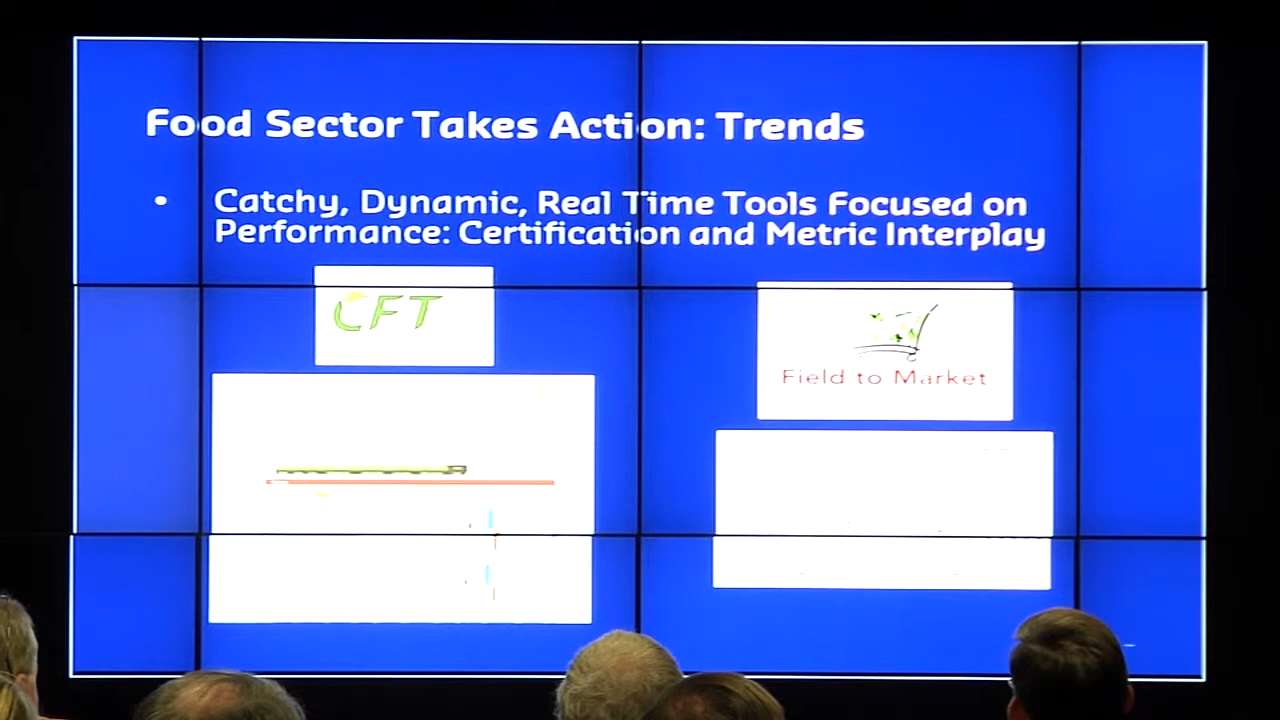 Food Sector Takes Action: Trends
• Catchy, Dynamic, Real Time Tools Focused on
Performance: Certification and Metric Interplay
CFT
Field to Market